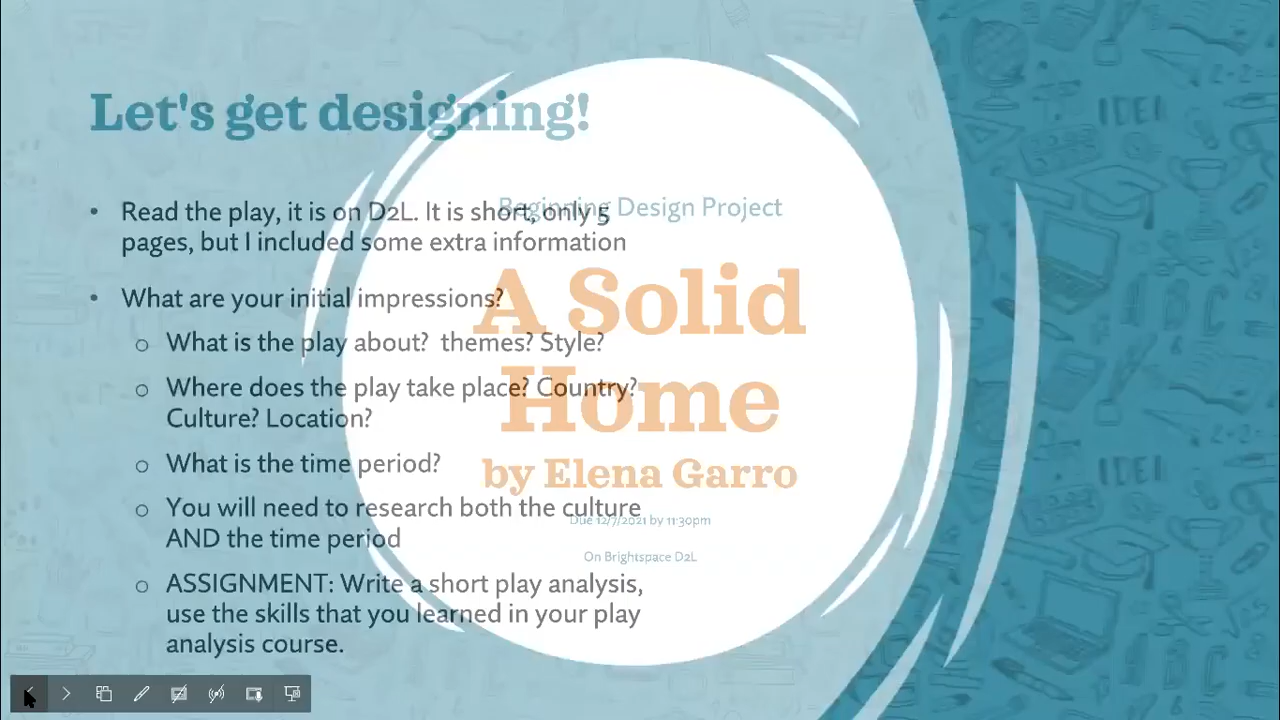 Let's get designing!
• Read the play, it is on D2L. It is short, only 5
pages, but I included some extra information
• What are your initial impressions?
o What is the play about?  themes? Style?
o Where does the play take place? Country?
Culture? Location?
o What is the time period?
o You will need to research both the culture
AND the time period
o ASSIGNMENT: Write a short play analysis,
use the skills that you learned in your play
analysis course.
Beginning Design Project
A Solid
Home
by Elena Garro
Due 12/7/2021 by 11:30pm
On Brightspace D2L
IDEA
ABC
IDEA
ABC